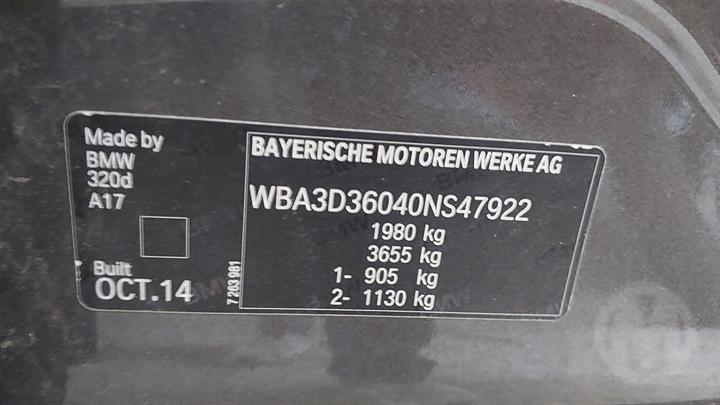 Made by
BMW
320d
A17
Built
OCT.14
7 263 981
BAYERISCHE MOTOREN WERKE AG
WBA3D36040NS47922
1980 kg
3655 kg
1- 905 kg
2- 1130 kg